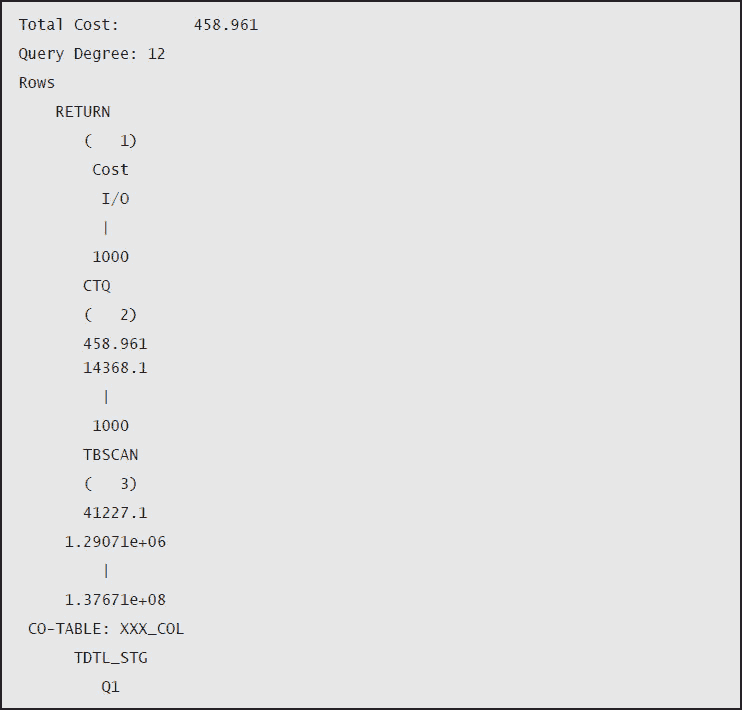 Total Cost: 458.961
Query Degree: 12
Rows
RETURN
( 1)
Cost
I/O
|
1000
CTQ
( 2)
458.961
14368.1
|
1000
TBSCAN
( 3)
41227.1
1.29071e+06
|
1.37671e+08
CO-TABLE: XXX_COL
TDTL_STG
Q1